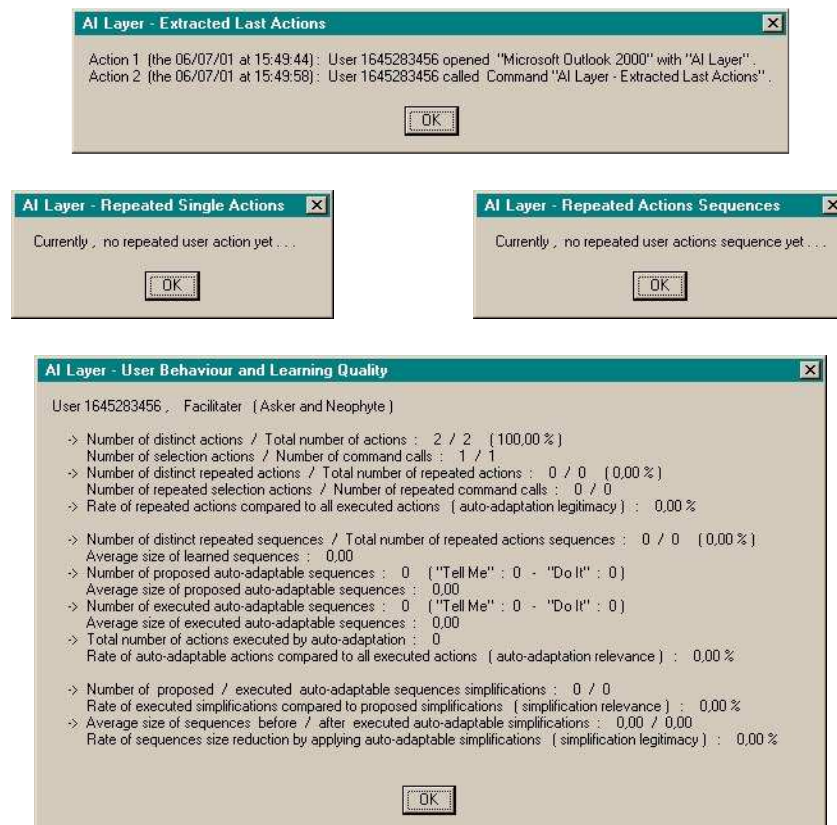 AI Layer - Extracted Last Actions
Action 1 (the 06/07/01 at 15:49:44) : User 1645283456 opened "Microsoft Outlook 2000" with "AI Layer" .
Action 2 (the 06/07/01 at 15:49:58) : User 1645283456 called Command "AI Layer - Extracted Last Actions" .
OK
AI Layer - Repeated Single Actions
Currently , no repeated user action yet . . .
OK
AI Layer - Repeated Actions Sequences
Currently , no repeated user actions sequence yet . . .
OK
AI Layer - User Behaviour and Learning Quality
User 1645283456 , Facilitater ( Asker and Neophyte )
-> Number of distinct actions / Total number of actions : 2 / 2 ( 100,00 % )
Number of selection actions / Number of command calls : 1 / 1
-> Number of distinct repeated actions / Total number of repeated actions : 0 / 0 ( 0,00 % )
Number of repeated selection actions / Number of repeated command calls : 0 / 0
-> Rate of repeated actions compared to all executed actions ( auto-adaptation legitimacy ) : 0,00 %
-> Number of distinct repeated sequences / Total number of repeated actions sequences : 0 / 0 ( 0,00 % )
Average size of learned sequences : 0,00
-> Number of proposed auto-adaptable sequences : 0 ( "Tell Me" : 0 - "Do It" : 0 )
Average size of proposed auto-adaptable sequences : 0,00
-> Number of executed auto-adaptable sequences : 0 ( "Tell Me" : 0 - "Do It" : 0 )
Average size of executed auto-adaptable sequences : 0,00
-> Total number of actions executed by auto-adaptation : 0
Rate of auto-adaptable actions compared to all executed actions ( auto-adaptation relevance ) : 0,00 %
-> Number of proposed / executed auto-adaptable sequences simplifications : 0 / 0
Rate of executed simplifications compared to proposed simplifications ( simplification relevance ) : 0,00 %
-> Average size of sequences before / after executed auto-adaptable simplifications : 0,00 / 0,00
Rate of sequences size reduction by applying auto-adaptable simplifications ( simplification legitimacy ) : 0,00 %
OK